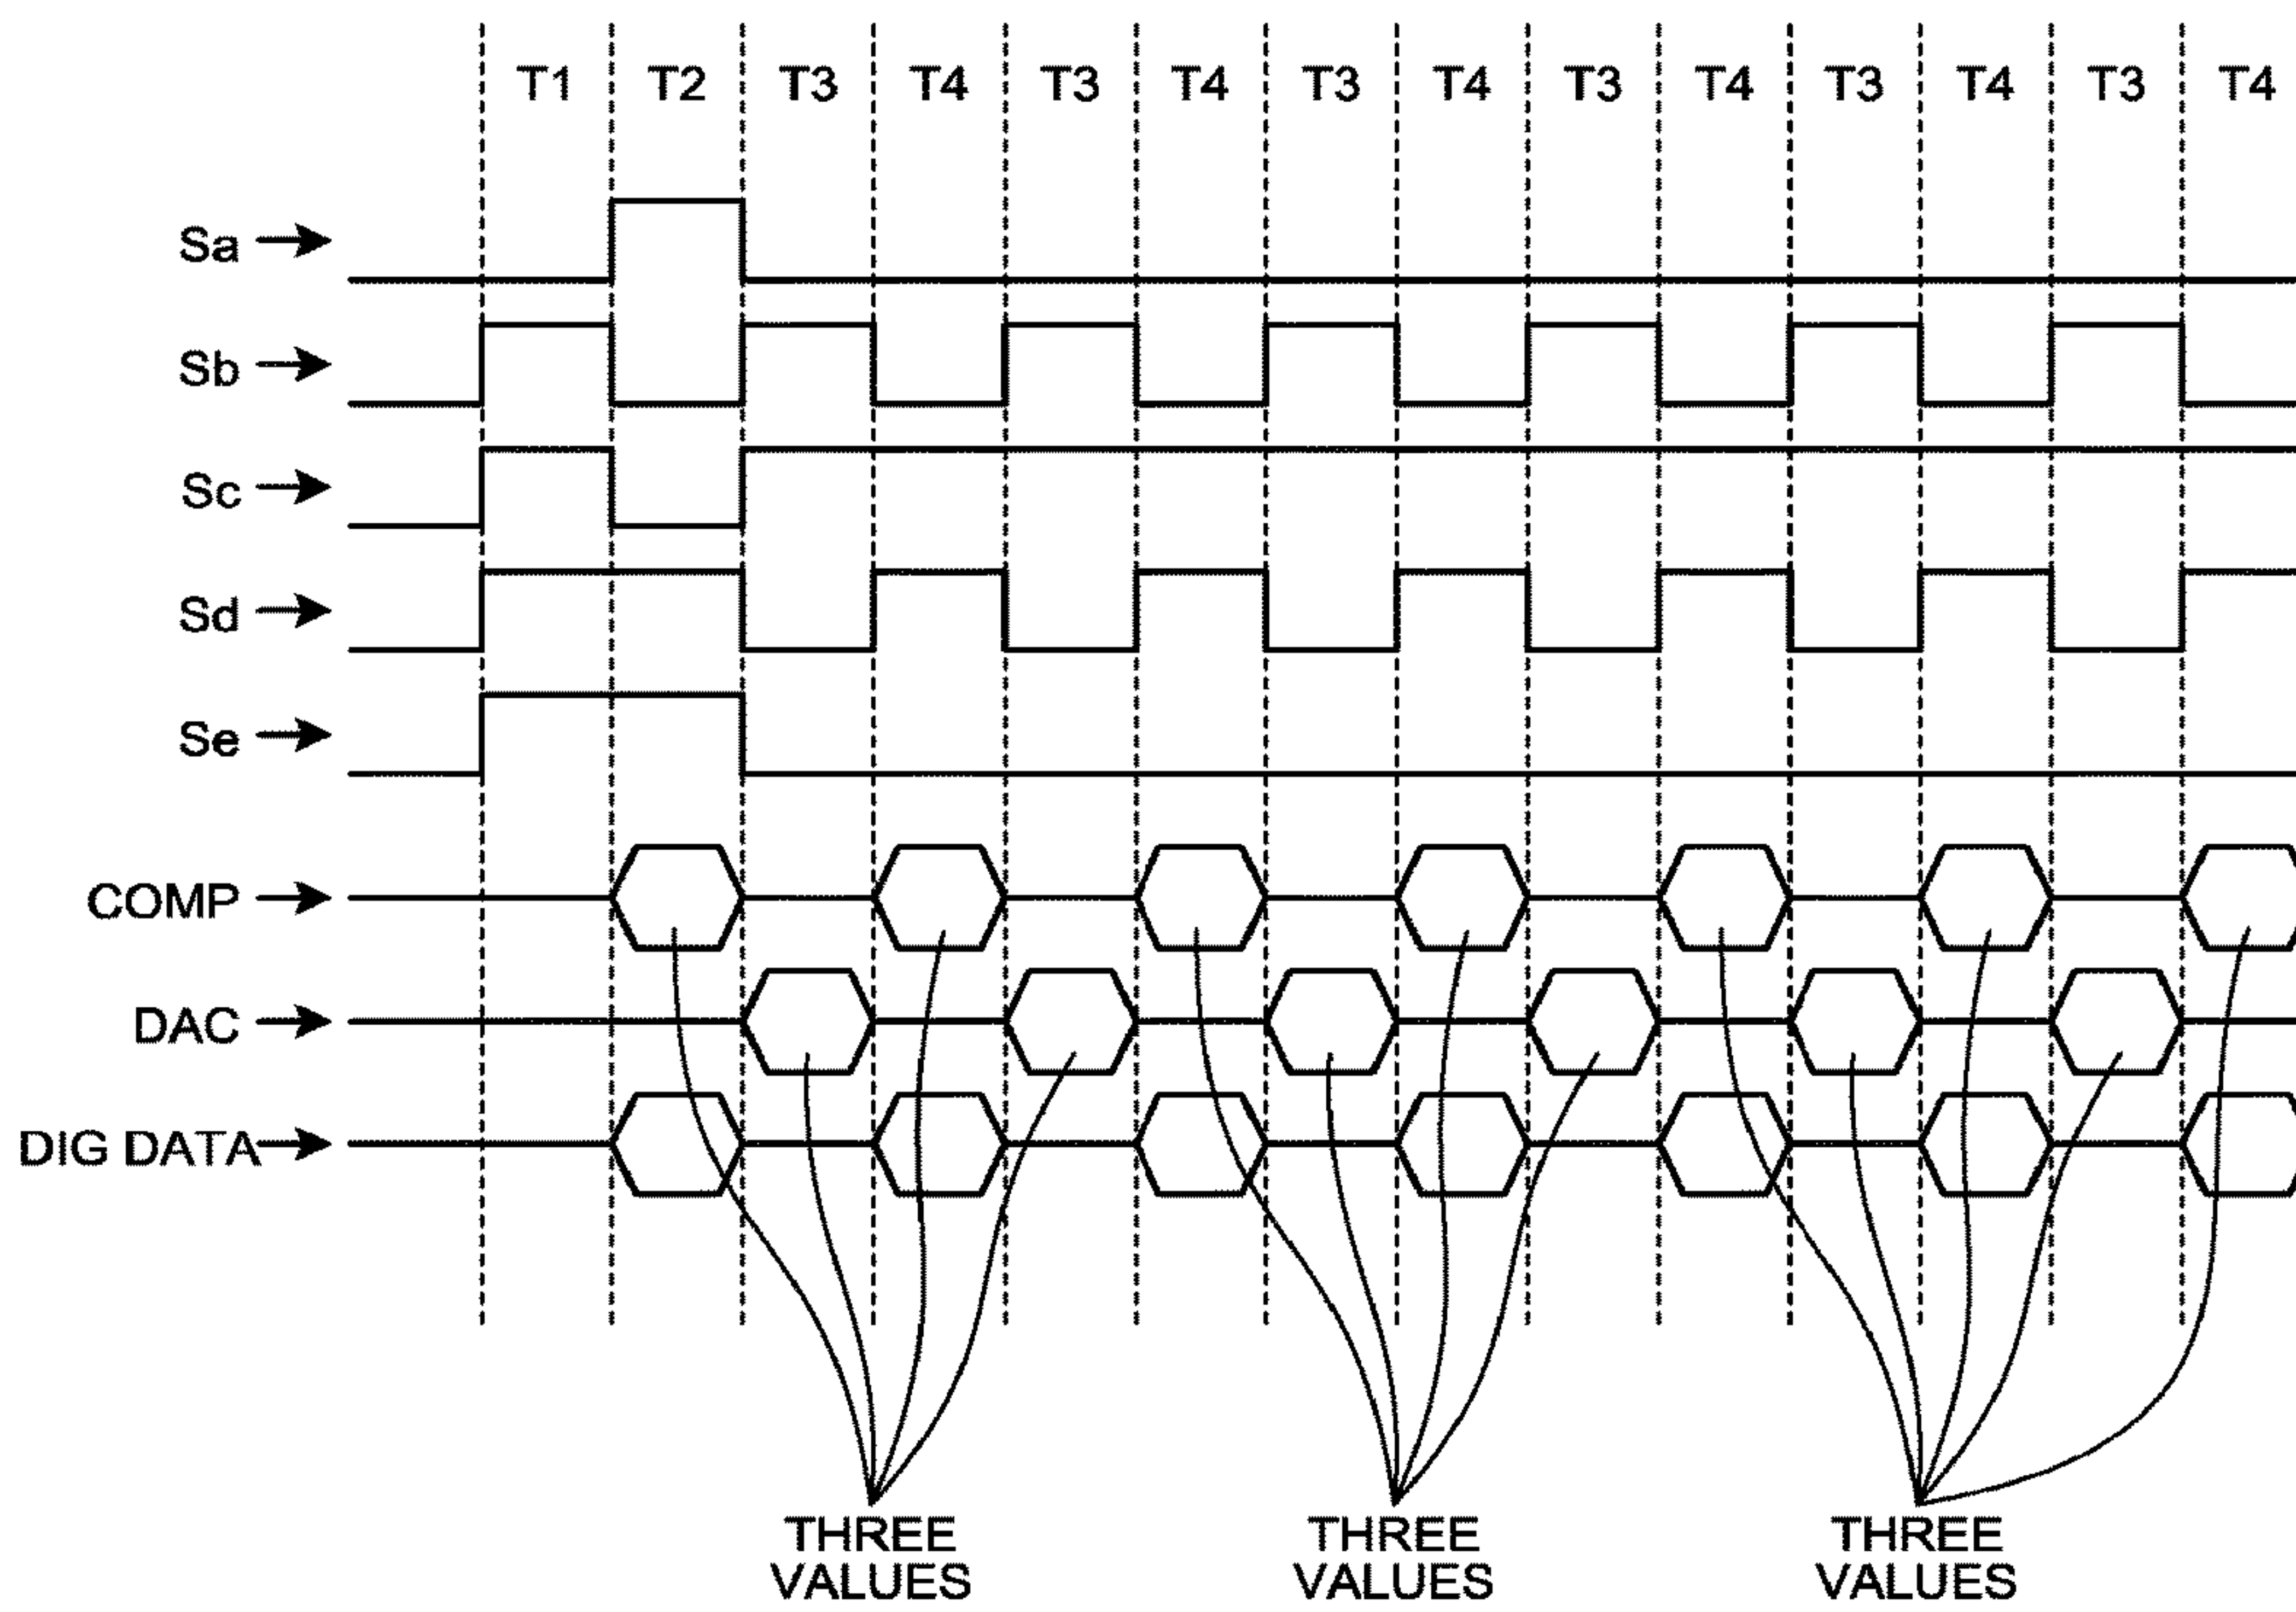 T1 T2 T3 T4 T3 T4 T3 T4 T3 T4 T3 T4 T3 T4
Sa
Sb
Sc
Sd
Se
COMP
DAC
DIG DATA
THREE VALUES
THREE VALUES
THREE VALUES